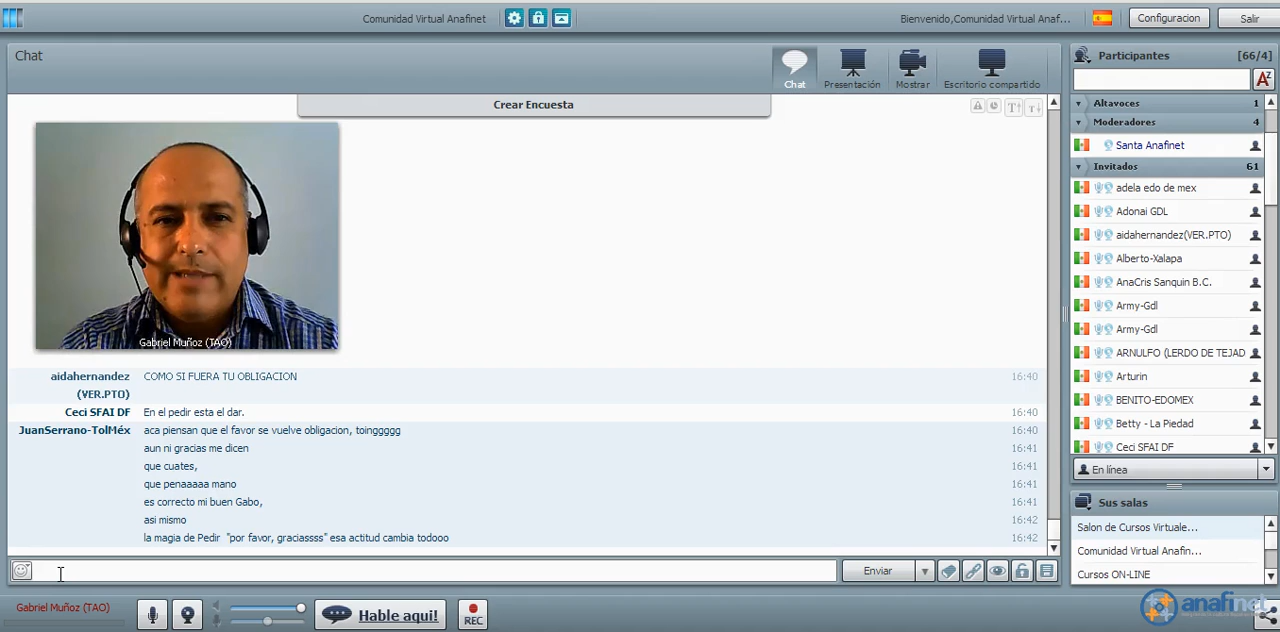 Comunidad Virtual Anafinet
Bienvenido,Comunidad Virtual Anaf...
Configuracion
Salir
Chat
Chat
Presentación
Mostrar
Escritorio compartido
Crear Encuesta
Gabriel Muñoz (TAO)
aidahernandez (VER.PTO) COMO SI FUERA TU OBLIGACION 16:40
Ceci SFAI DF En el pedir esta el dar. 16:40
JuanSerrano-TolMéx aca piensan que el favor se vuelve obligacion, toinggggg 16:40
aun ni gracias me dicen 16:41
que cuates, 16:41
que penaaaaa mano 16:41
es correcto mi buen Gabo, 16:41
asi mismo 16:42
la magia de Pedir "por favor, graciassss" esa actitud cambia todooo 16:42
Enviar
Gabriel Muñoz (TAO)
Hable aqui!
REC
Participantes [66/4]
AZ
Altavoces 1
Moderadores 4
Santa Anafinet
Invitados 61
adela edo de mex
Adonai GDL
aidahernandez(VER.PTO)
Alberto-Xalapa
AnaCris Sanquin B.C.
Army-Gdl
Army-Gdl
ARNULFO (LERDO DE TEJAD
Arturin
BENITO-EDOMEX
Betty - La Piedad
Ceci SFAI DF
En línea
Sus salas
Salon de Cursos Virtuale...
Comunidad Virtual Anafin...
Cursos ON-LINE
anafinet